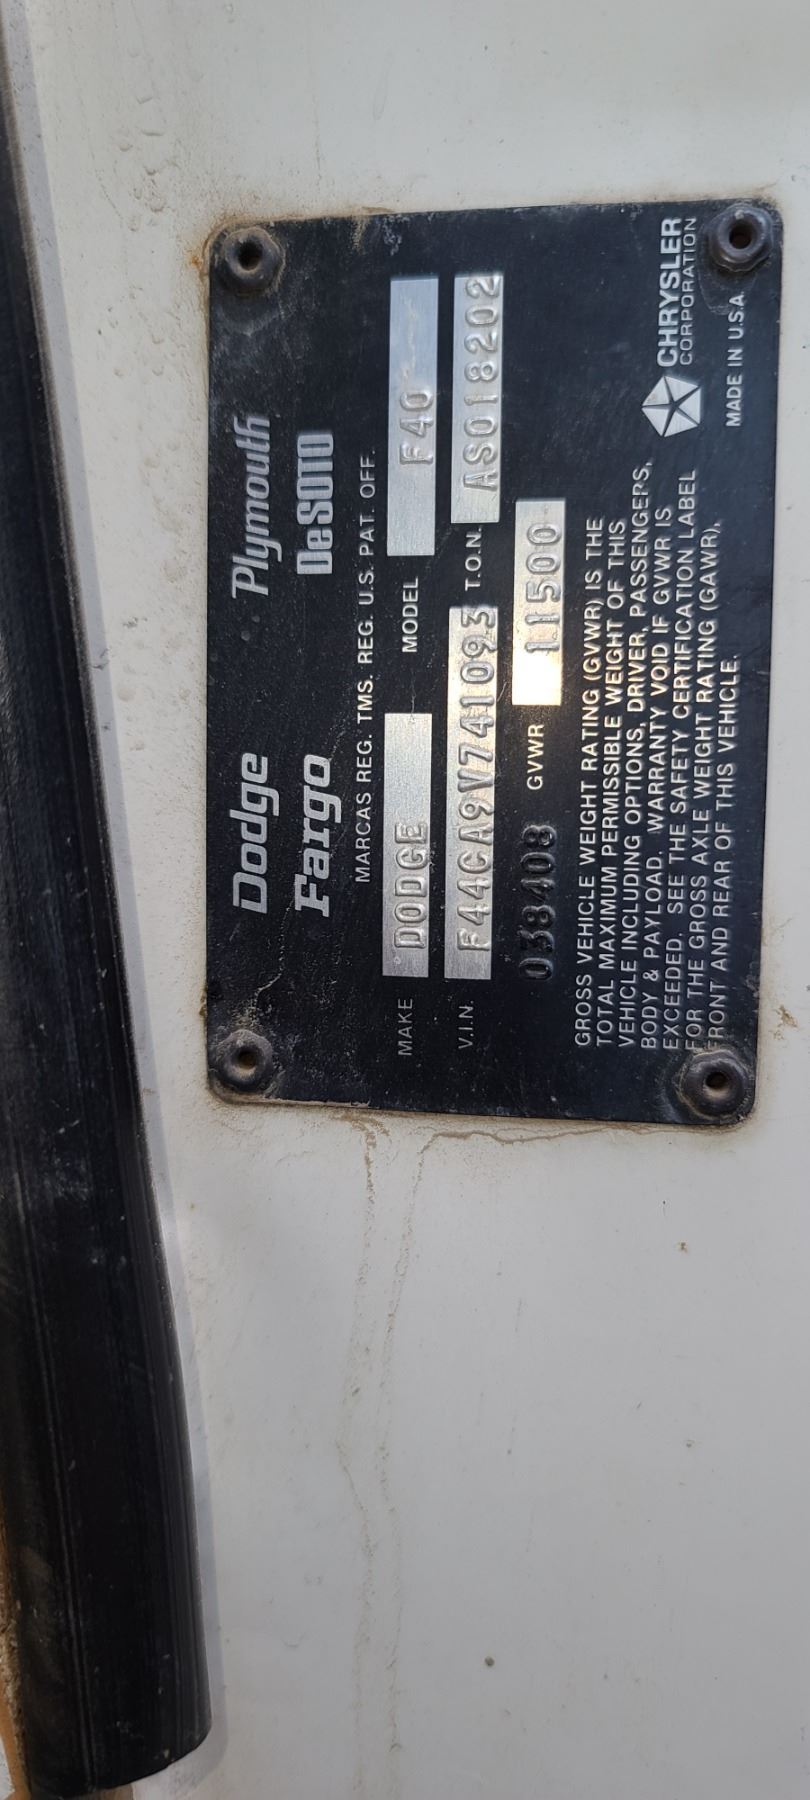 Dodge Plymouth
Fargo DeSOTO
MARCAS REG. TMS. REG. U.S. PAT. OFF.
MAKE DODGE MODEL F40
V.I.N. F44CA9V741093 T.O.N. AS018202
038408 GVWR 11500
GROSS VEHICLE WEIGHT RATING (GVWR) IS THE
TOTAL MAXIMUM PERMISSIBLE WEIGHT OF THIS
VEHICLE INCLUDING OPTIONS, DRIVER, PASSENGERS,
BODY & PAYLOAD. WARRANTY VOID IF GVWR IS
EXCEEDED. SEE THE SAFETY CERTIFICATION LABEL
FOR THE GROSS AXLE WEIGHT RATING (GAWR),
FRONT AND REAR OF THIS VEHICLE.
CHRYSLER
CORPORATION
MADE IN U.S.A.